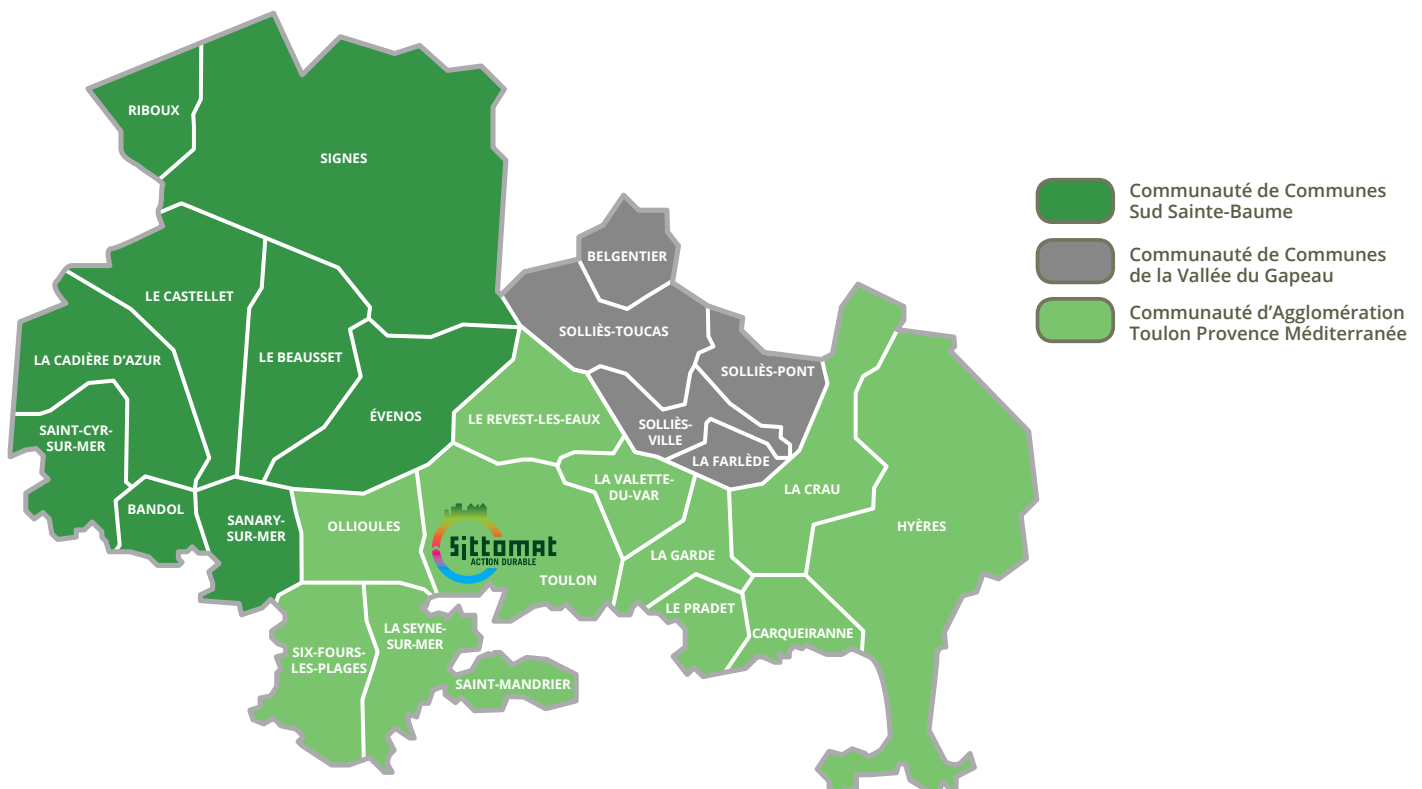 RIBOUX
SIGNES
BELGENTIER
LE CASTELLET
SOLLIÈS-TOUCAS
LA CADIÈRE D'AZUR
LE BEAUSSET
SOLLIÈS-PONT
ÉVENOS
LE REVEST-LES-EAUX
SAINT-CYR-
SUR-MER
SOLLIÈS-
VILLE
LA FARLÈDE
LA VALETTE-
DU-VAR
LA CRAU
BANDOL
SANARY-
SUR-MER
OLLIOULES
HYÈRES
Sittomat
ACTION DURABLE
TOULON
LA GARDE
LE PRADET
CARQUEIRANNE
LA SEYNE-
SUR-MER
SIX-FOURS-
LES-PLAGES
SAINT-MANDRIER
Communauté de Communes
Sud Sainte-Baume
Communauté de Communes
de la Vallée du Gapeau
Communauté d'Agglomération
Toulon Provence Méditerranée